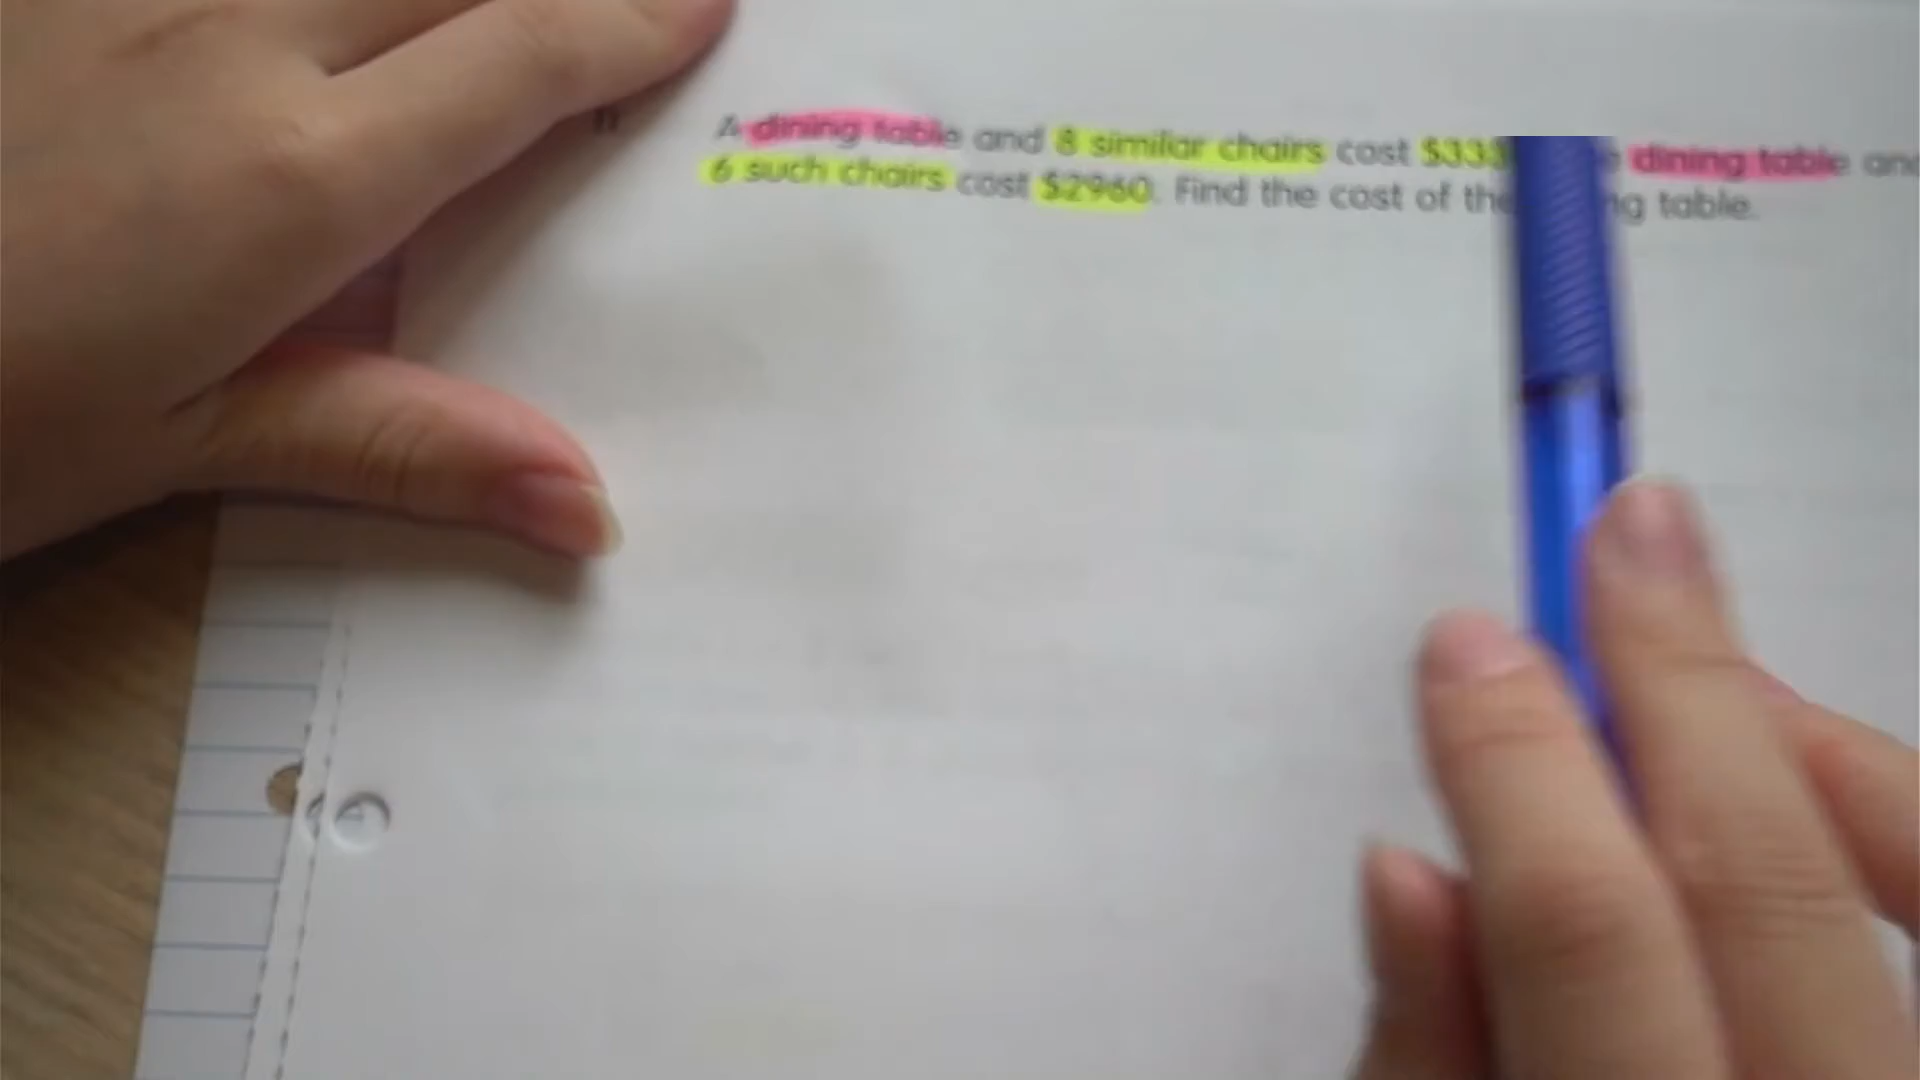 A dining table and 8 similar chairs cost $333 dining table and
6 such chairs cost $2960. Find the cost of the ng table.